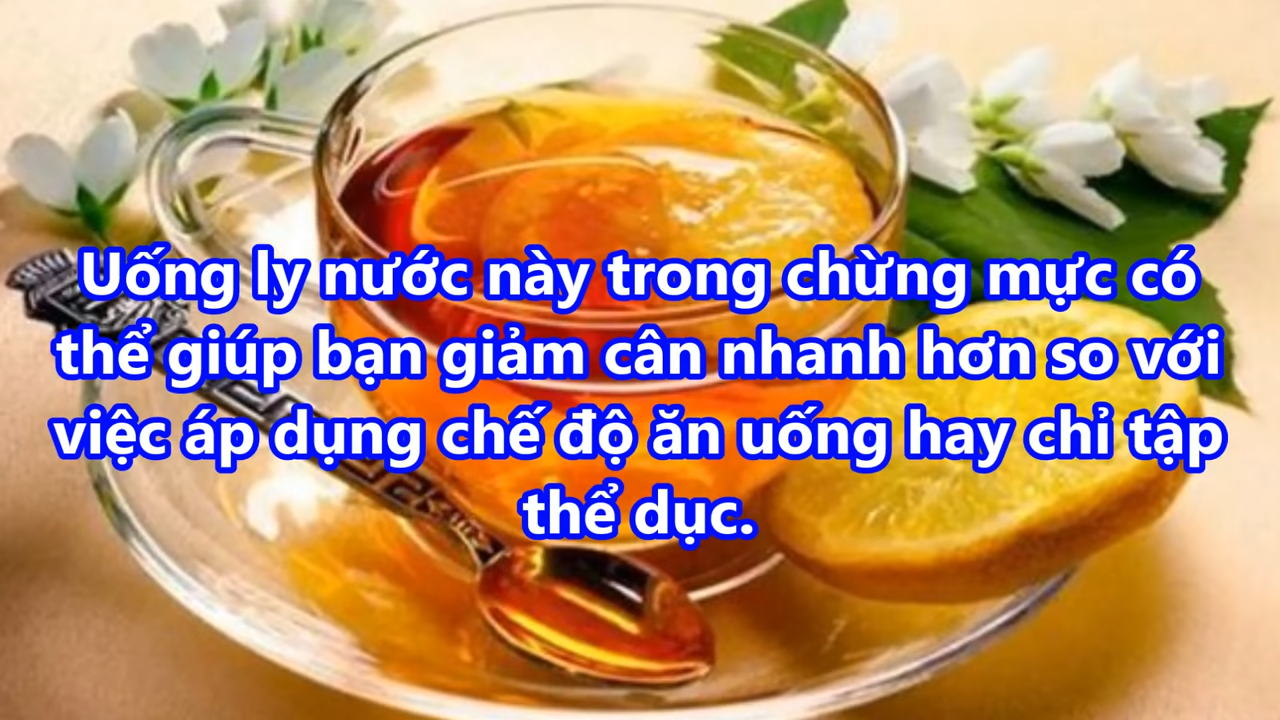 Uống ly nước này trong chừng mực có
thể giúp bạn giảm cân nhanh hơn so với
việc áp dụng chế độ ăn uống hay chỉ tập
thể dục.